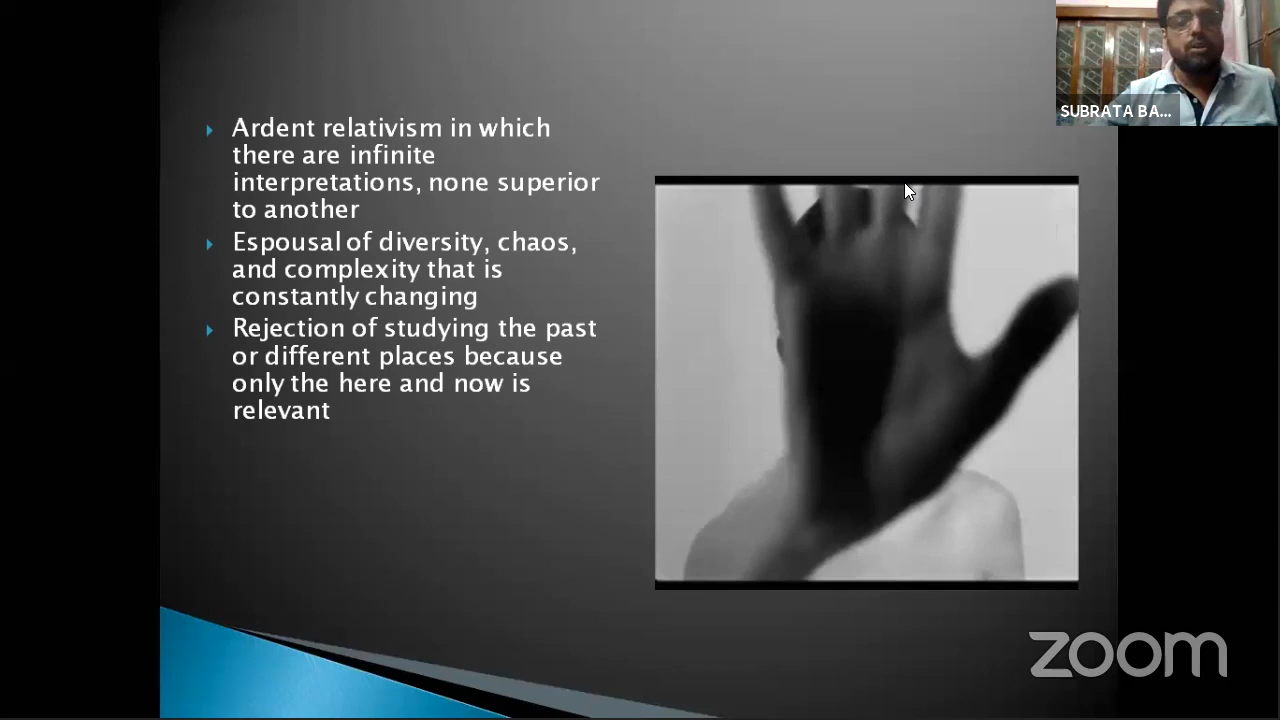 Ardent relativism in which
there are infinite
interpretations, none superior
to another
Espousal of diversity, chaos,
and complexity that is
constantly changing
Rejection of studying the past
or different places because
only the here and now is
relevant
SUBRATA BA...
zoom